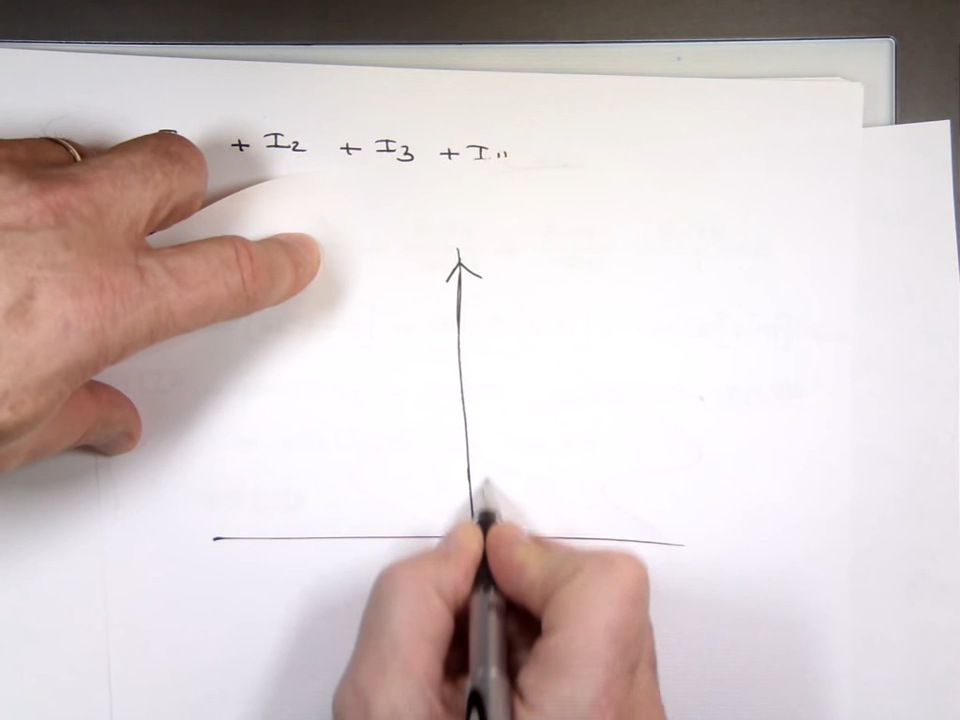 + I2 + I3 + I..